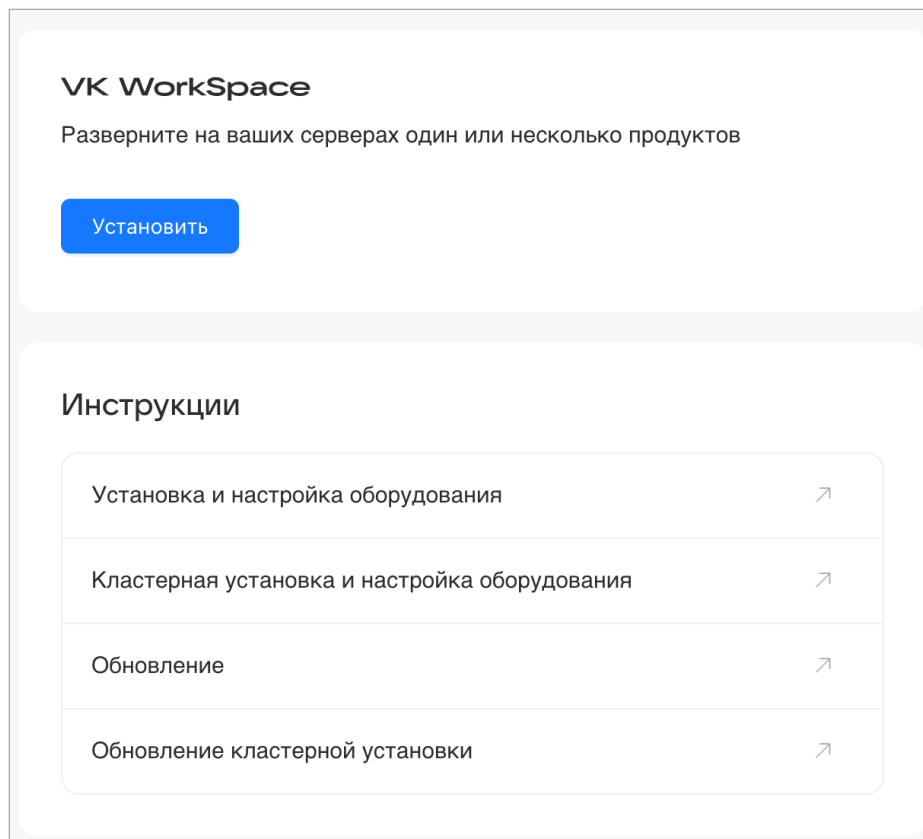 VK WorkSpace
Разверните на ваших серверах один или несколько продуктов
Установить
Инструкции
Установка и настройка оборудования
Кластерная установка и настройка оборудования
Обновление
Обновление кластерной установки